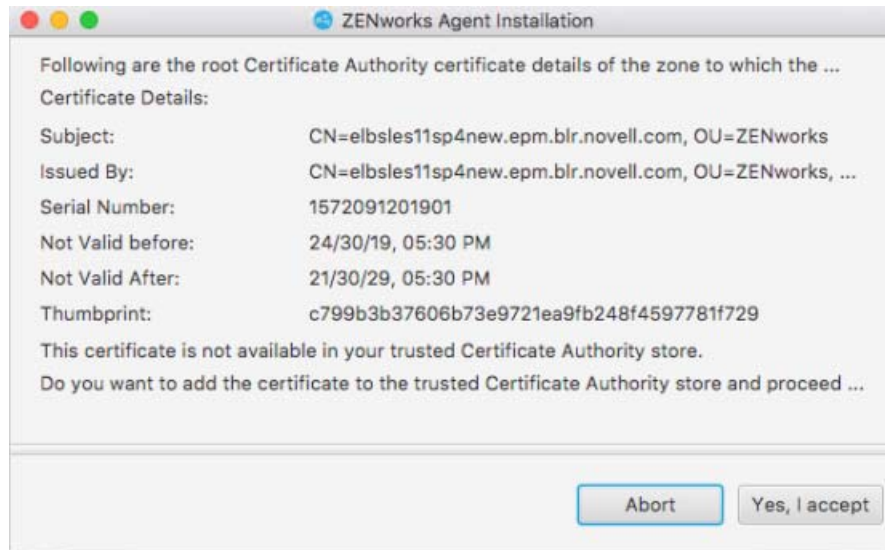 ZENworks Agent Installation
Following are the root Certificate Authority certificate details of the zone to which the ...
Certificate Details:
Subject: CN=elbsles11sp4new.epm.blr.novell.com, OU=ZENworks
Issued By: CN=elbsles11sp4new.epm.blr.novell.com, OU=ZENworks, ...
Serial Number: 1572091201901
Not Valid before: 24/30/19, 05:30 PM
Not Valid After: 21/30/29, 05:30 PM
Thumbprint: c799b3b37606b73e9721ea9fb248f4597781f729
This certificate is not available in your trusted Certificate Authority store.
Do you want to add the certificate to the trusted Certificate Authority store and proceed ...
Abort Yes, I accept